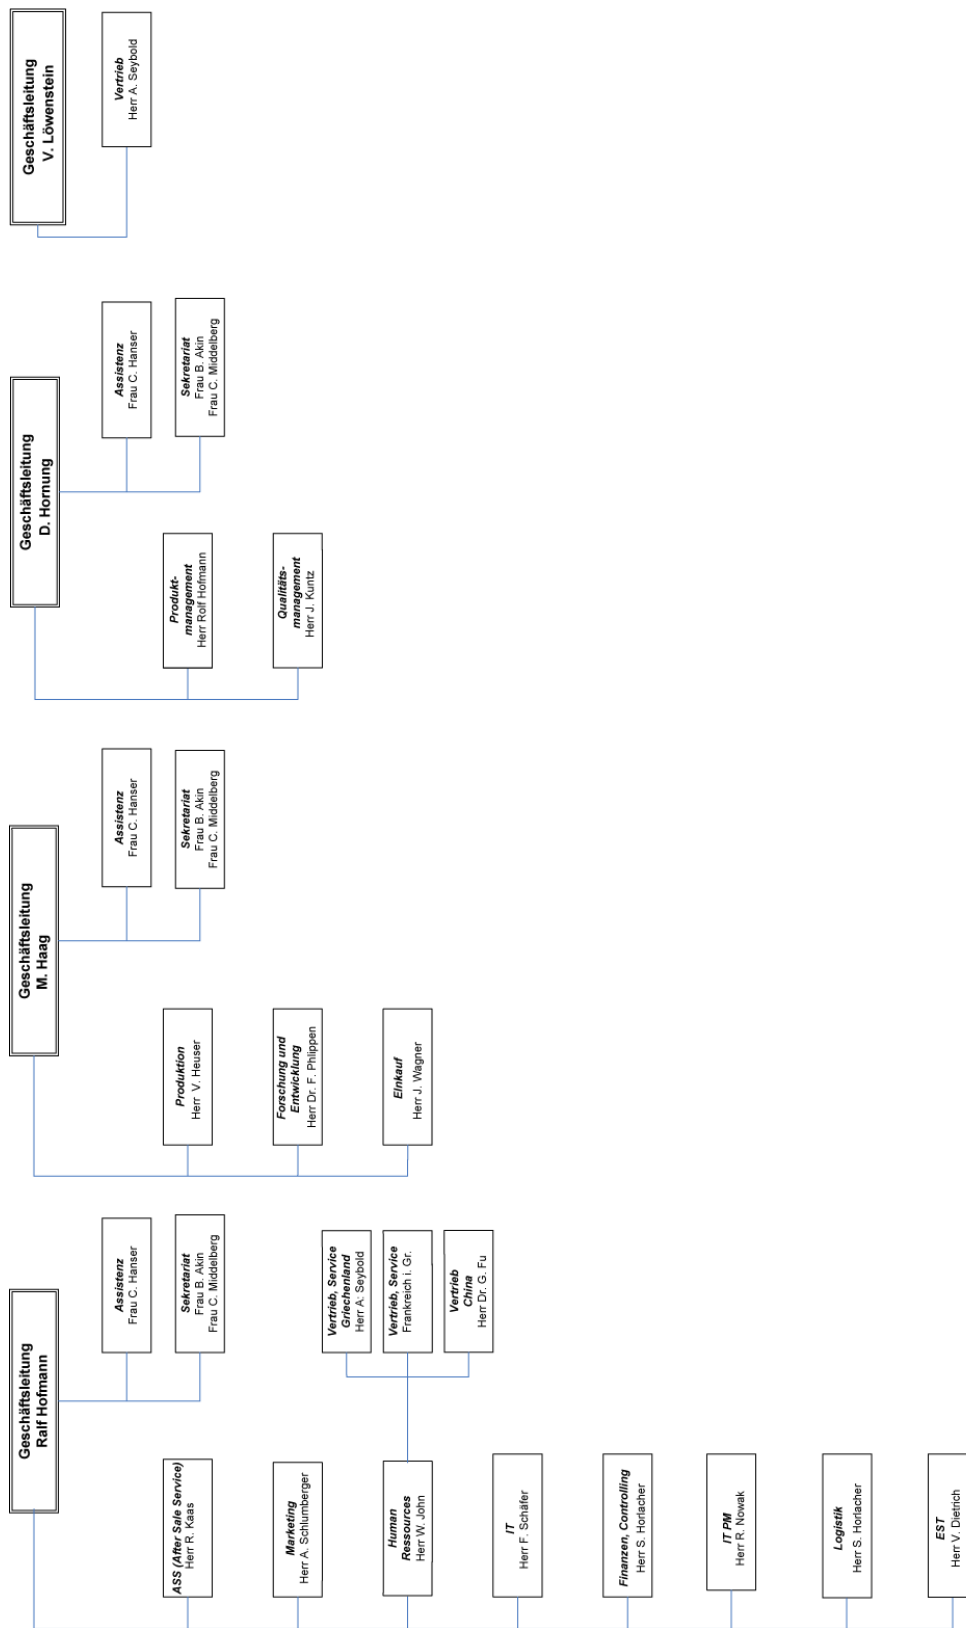 Geschäftsleitung
Ralf Hofmann
Assistenz
Frau C. Hanser
Sekretariat
Frau B. Akin
Frau C. Middelberg
ASS (After Sale Service)
Herr R. Kaas
Marketing
Herr A. Schlumberger
Human
Ressources
Herr W. John
Vertrieb, Service
Griechenland
Herr A: Seybold
Vertrieb, Service
Frankreich i. Gr.
Vertrieb
China
Herr Dr. G. Fu
IT
Herr F. Schäfer
Finanzen, Controlling
Herr S. Horlacher
IT PM
Herr R. Nowak
Logistik
Herr S. Horlacher
EST
Herr V. Dietrich
Geschäftsleitung
M. Haag
Assistenz
Frau C. Hanser
Sekretariat
Frau B. Akin
Frau C. Middelberg
Produktion
Herr V. Heuser
Forschung und
Entwicklung
Herr Dr. F. Phlippen
EInkauf
Herr J. Wagner
Geschäftsleitung
D. Hornung
Assistenz
Frau C. Hanser
Sekretariat
Frau B. Akin
Frau C. Middelberg
Produkt-
management
Herr Rolf Hofmann
Qualitäts-
management
Herr J. Kuntz
Geschäftsleitung
V. Löwenstein
Vertrieb
Herr A. Seybold